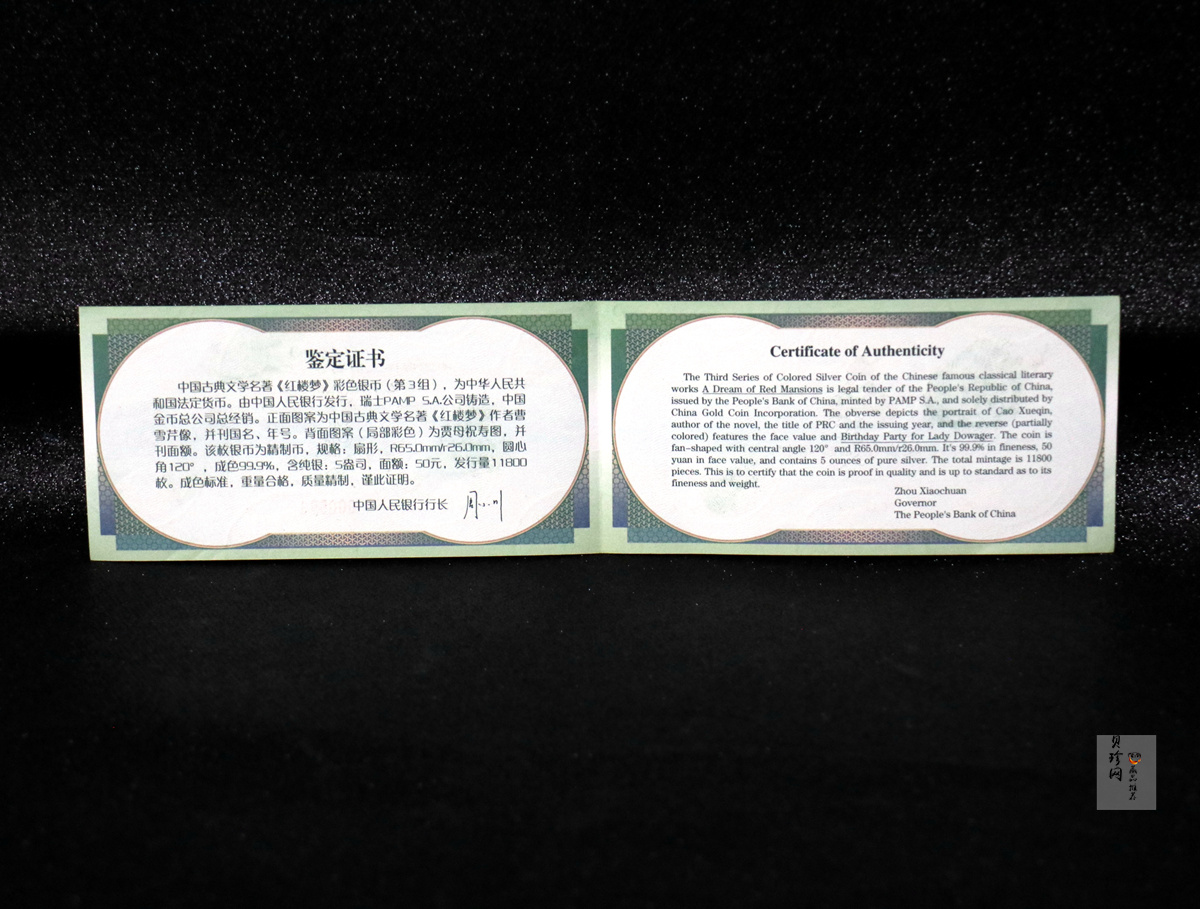 鉴定证书
中国古典文学名著《红楼梦》彩色银币（第3组），为中华人民共
和国法定货币。由中国人民银行发行，瑞士PAMP S.A.公司铸造，中国
金币总公司总经销。正面图案为中国古典文学名著《红楼梦》作者曹
雪芹像，并刊国名、年号。背面图案（局部彩色）为贾母祝寿图，并
刊面额。该枚银币为精制币，规格：扇形，R65.0mm/r26.0mm，圆心
角120°，成色99.9%，含纯银：5盎司，面额：50元，发行量11800
枚。成色标准，重量合格，质量精制，谨此证明。
中国人民银行行长
Certificate of Authenticity
The Third Series of Colored Silver Coin of the Chinese famous classical literary
works A Dream of Red Mansions is legal tender of the People's Republic of China,
issued by the People's Bank of China, minted by PAMP S.A., and solely distributed by
China Gold Coin Incorporation. The obverse depicts the portrait of Cao Xueqin,
author of the novel, the title of PRC and the issuing year, and the reverse (partially
colored) features the face value and Birthday Party for Lady Dowager. The coin is
fan-shaped with central angle 120° and R65.0mm/r26.0mm. It's 99.9% in fineness, 50
yuan in face value, and contains 5 ounces of pure silver. The total mintage is 11800
pieces. This is to certify that the coin is proof in quality and is up to standard as to its
fineness and weight.
Zhou Xiaochuan
Governor
The People's Bank of China
贝珍网